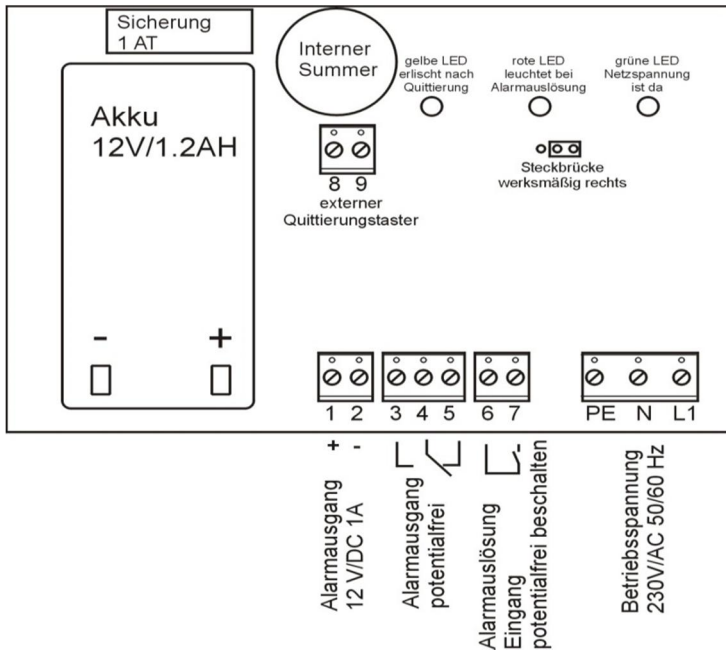 Sicherung
1 AT
Interner
Summer
gelbe LED
erlischt nach
Quittierung
rote LED
leuchtet bei
Alarmauslösung
grüne LED
Netzspannung
ist da
Akku
12V/1.2AH
8 9
externer
Quittierungstaster
Steckbrücke
werksmäßig rechts
- +
1 2 3 4 5 6 7 PE N L1
+ -
Alarmausgang
12 V/DC 1A
Alarmausgang
potentialfrei
Alarmauslösung
Eingang
potentialfrei beschalten
Betriebsspannung
230V/AC 50/60 Hz